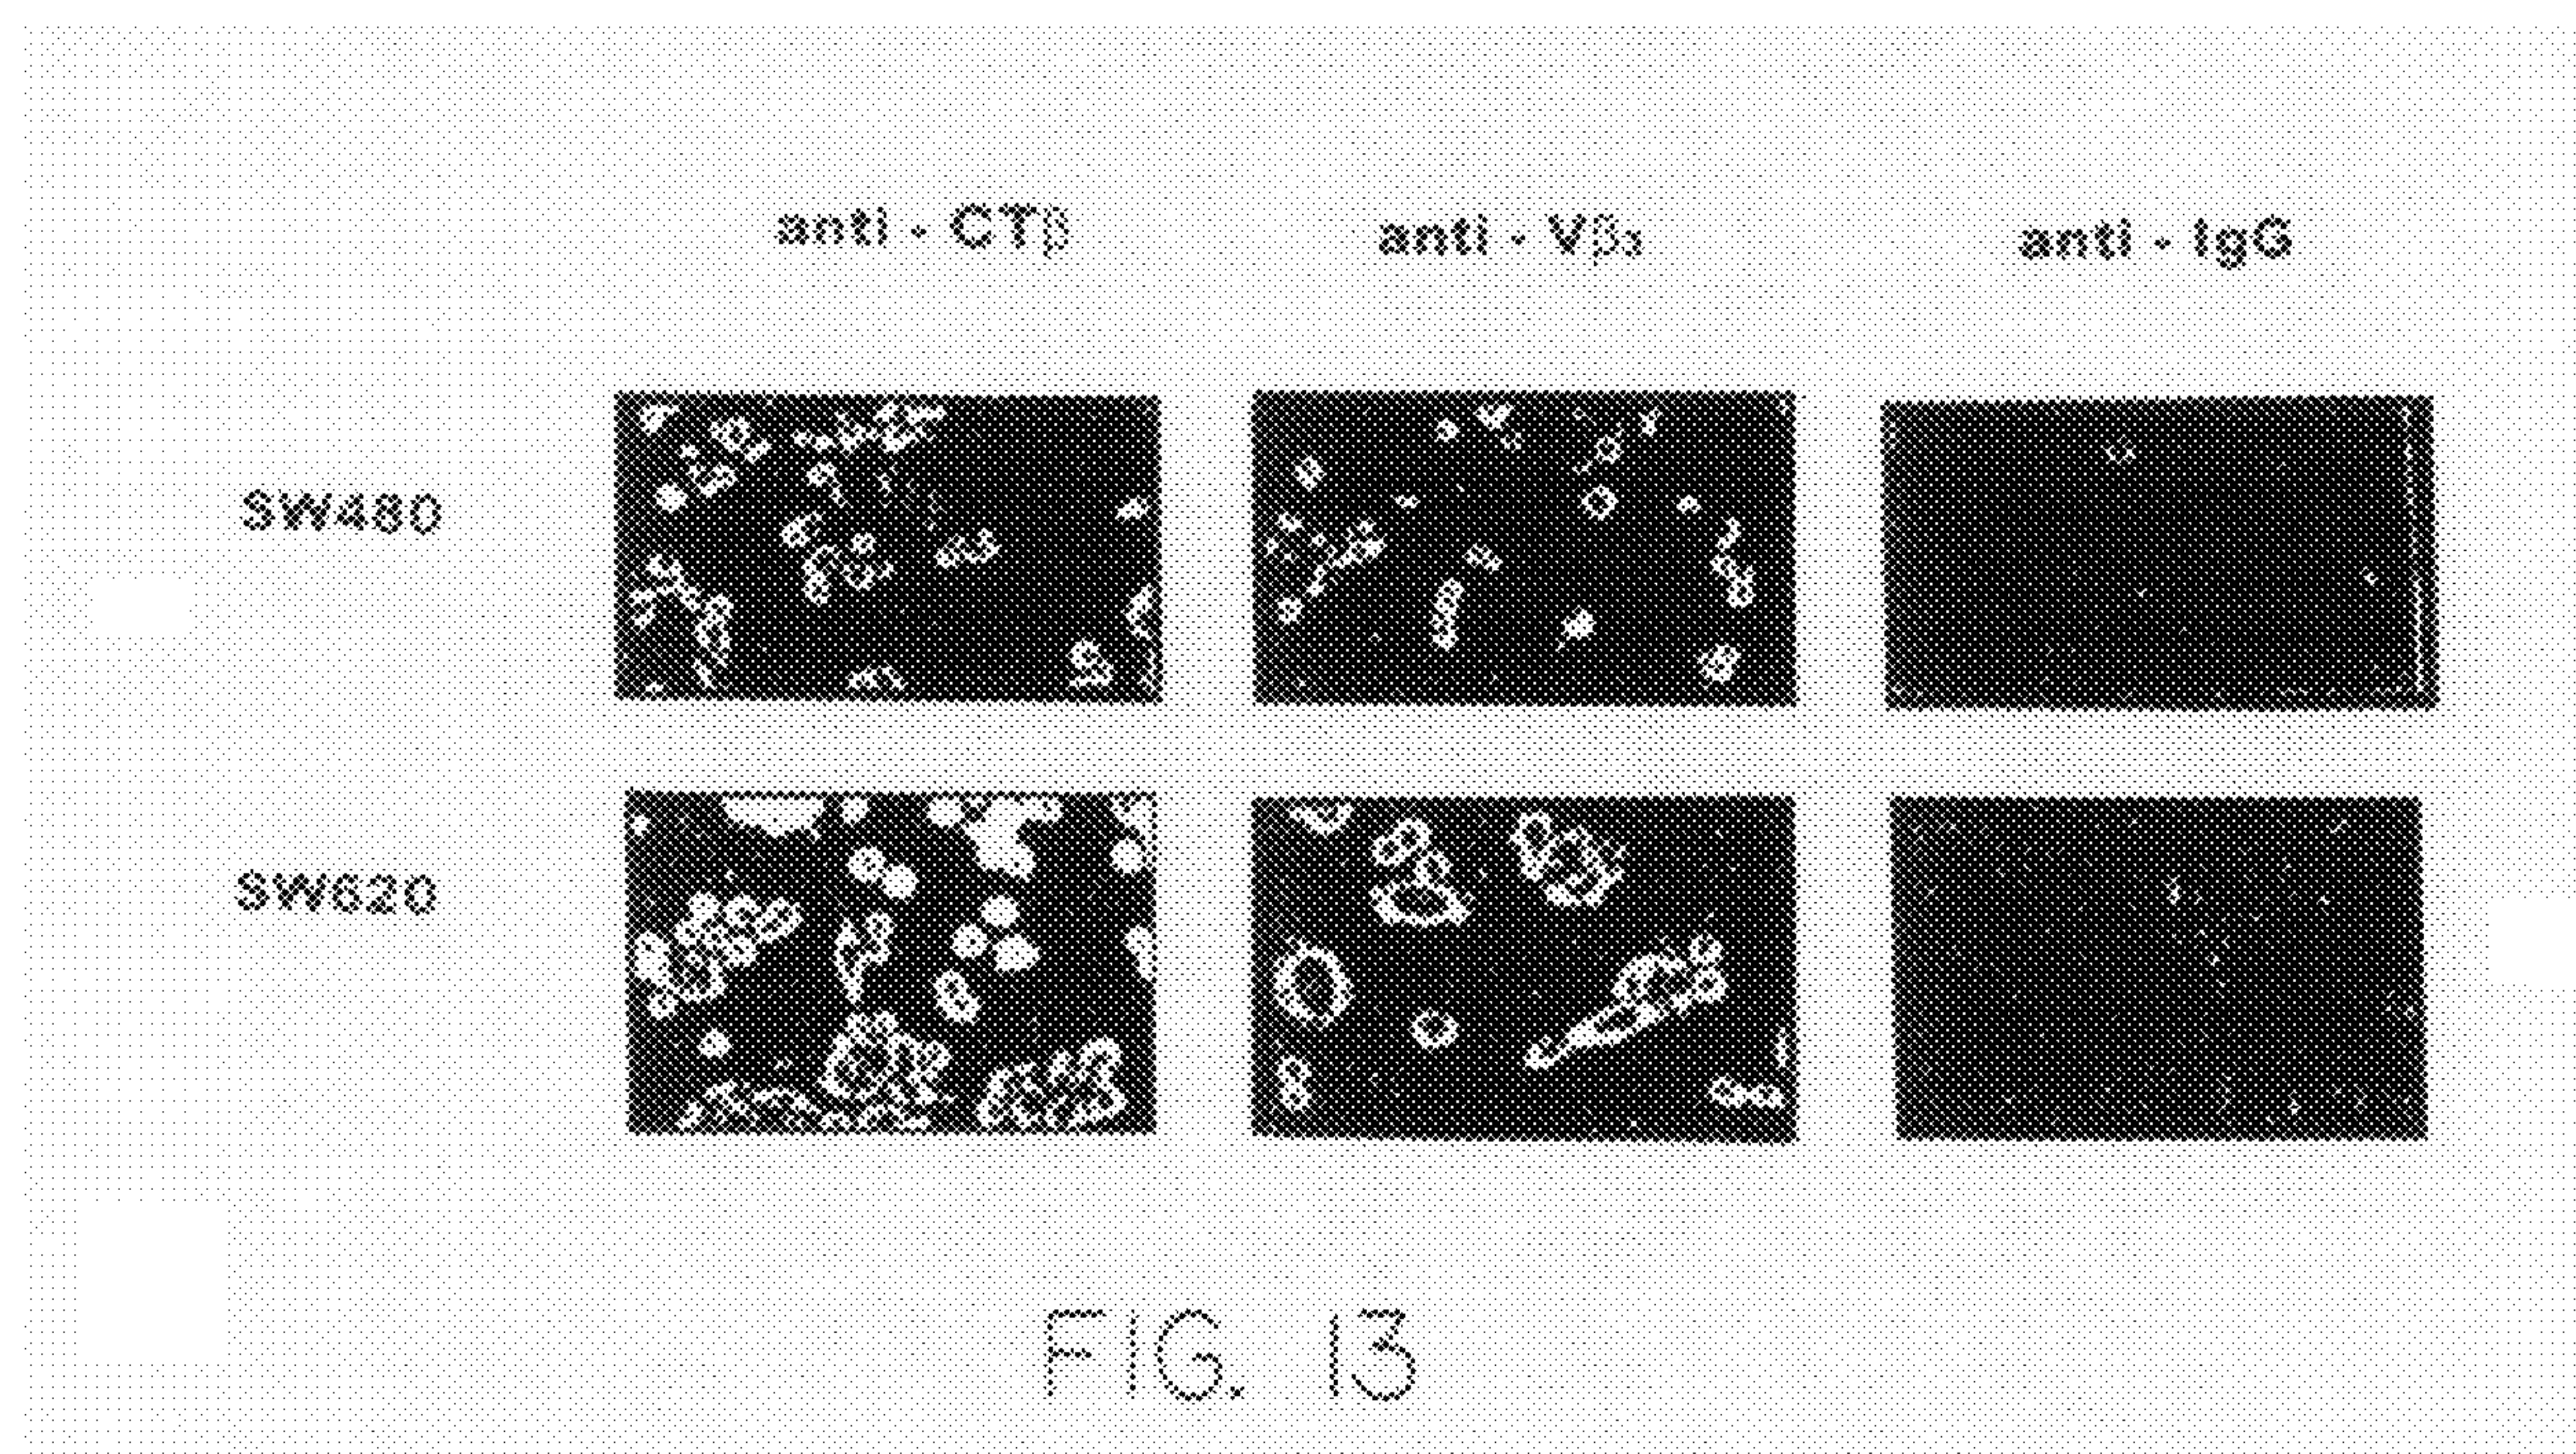 anti - CTβ anti - Vβ₃ anti - IgG
SW480
SW620
FIG. 13